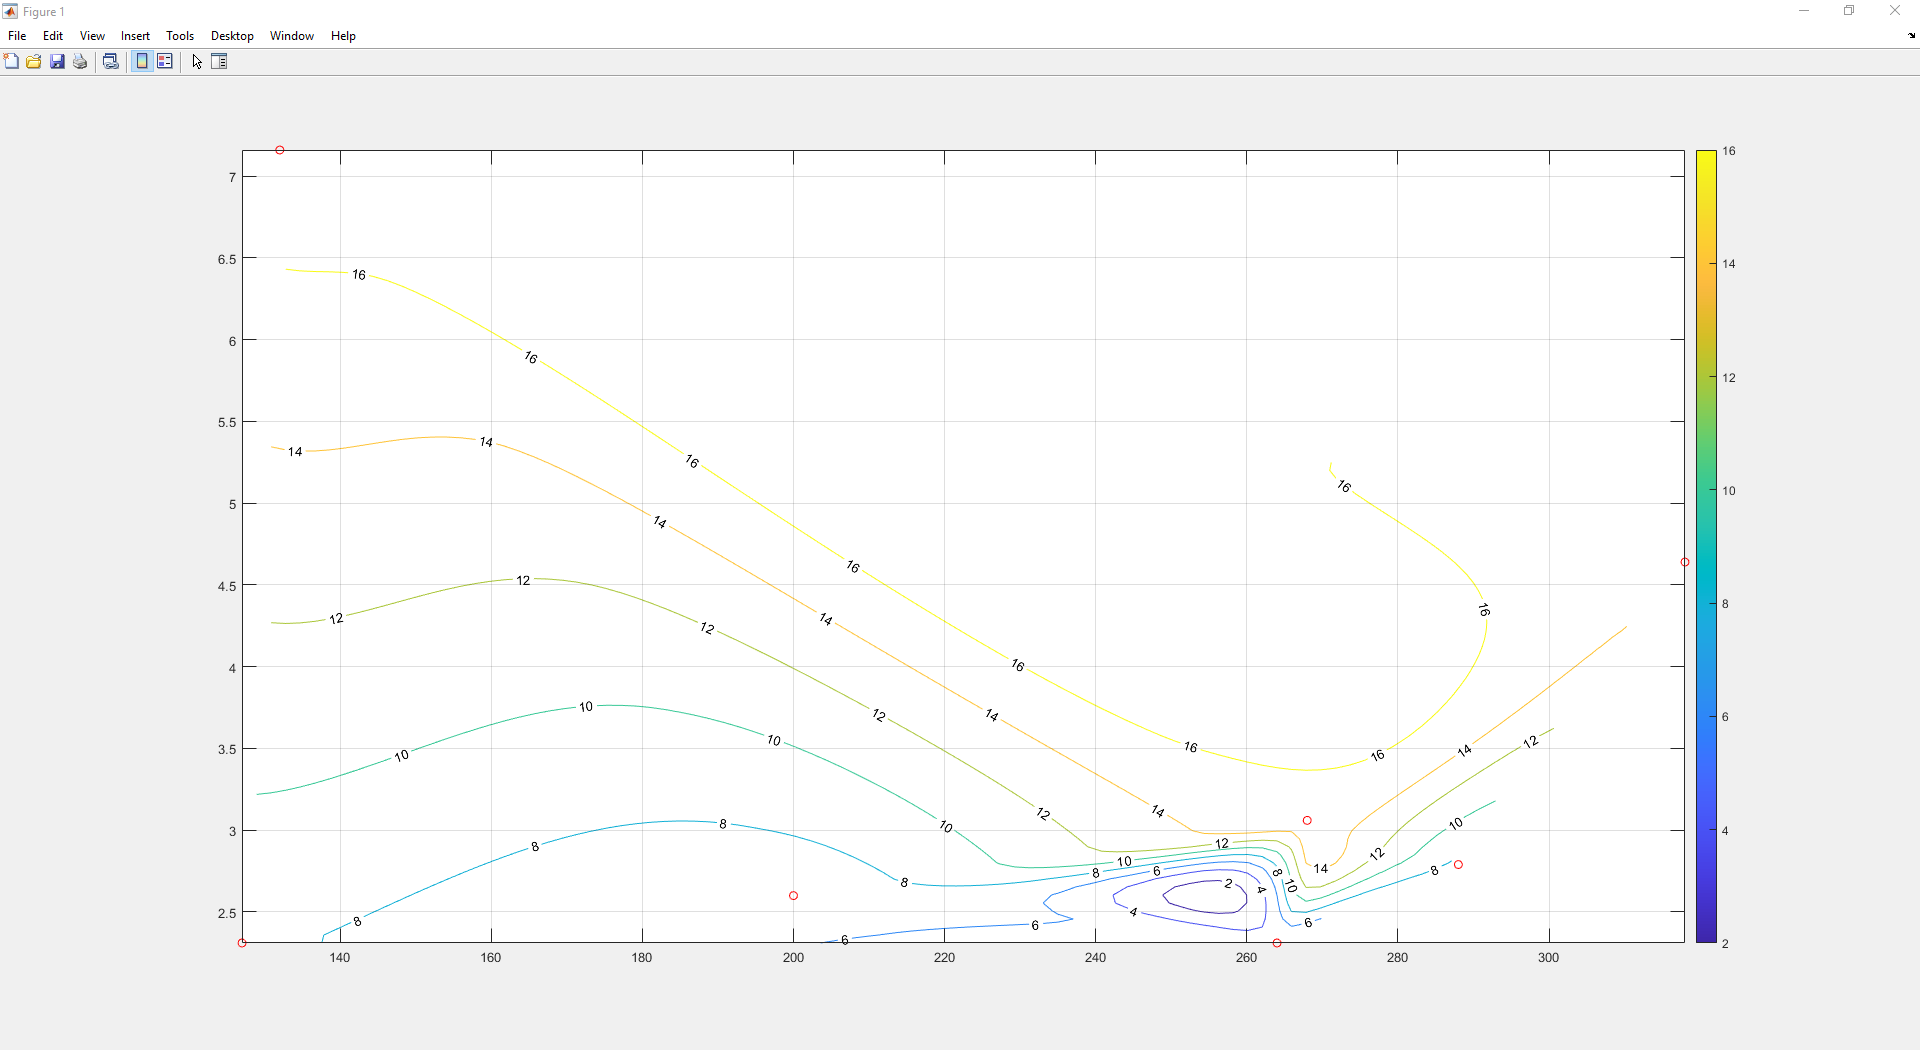 Figure 1
File Edit View Insert Tools Desktop Window Help
7
6.5
6
5.5
5
4.5
4
3.5
3
2.5
140 160 180 200 220 240 260 280 300
16
14
12
10
8
6
4
2
16 16 16 16 16 16 16 16 16
14 14 14 14 14 14 14 14
12 12 12 12 12 12 12 12
10 10 10 10 10 10 10
8 8 8 8 8 8 8
6 6 6 6
4 4
2